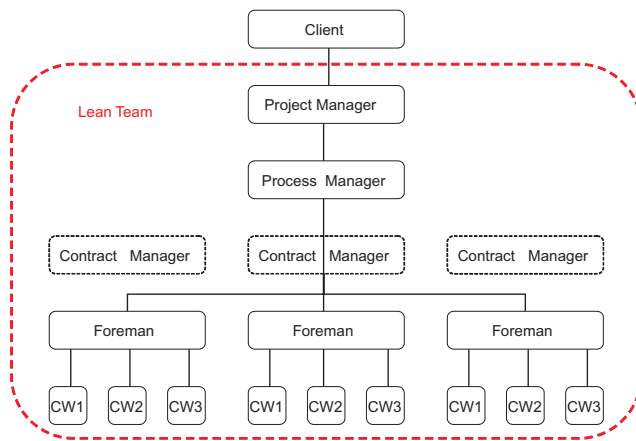 Client
Lean Team
Project Manager
Process Manager
Contract Manager Contract Manager Contract Manager
Foreman Foreman Foreman
CW1 CW2 CW3 CW1 CW2 CW3 CW1 CW2 CW3